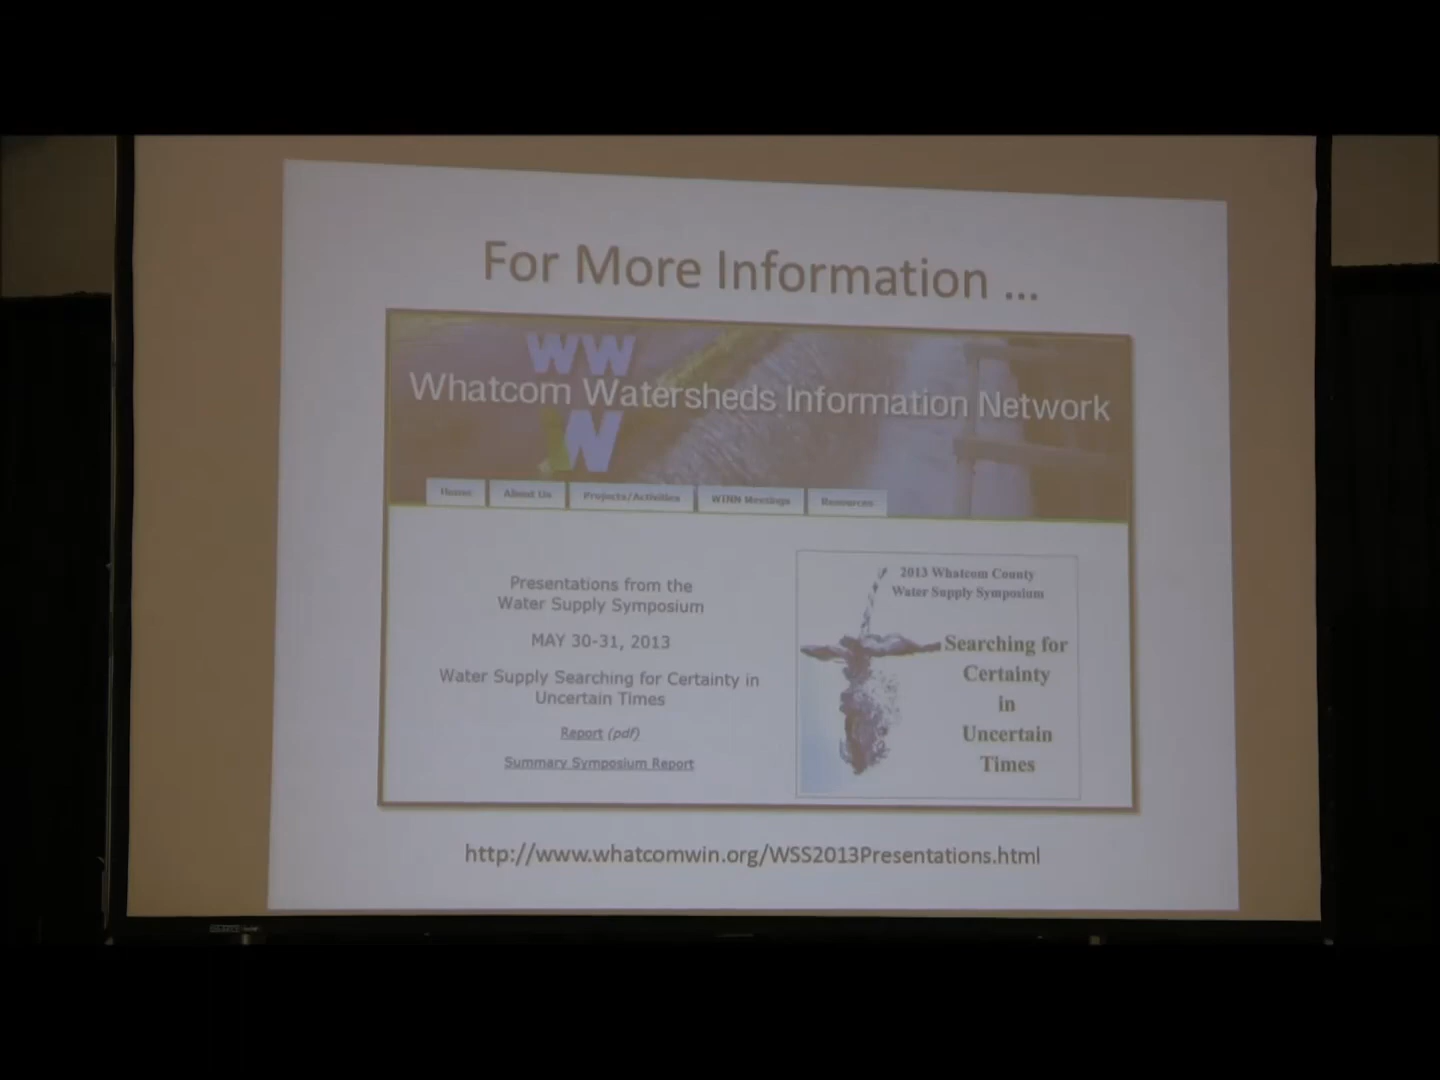 For More Information ...
WW
Whatcom Watersheds Information Network
W
Home About Us Projects/Activities WINN Meetings Resources
Presentations from the
Water Supply Symposium
MAY 30-31, 2013
Water Supply Searching for Certainty in
Uncertain Times
Report (pdf)
Summary Symposium Report
2013 Whatcom County
Water Supply Symposium
Searching for
Certainty
in
Uncertain
Times
http://www.whatcomwin.org/WSS2013Presentations.html